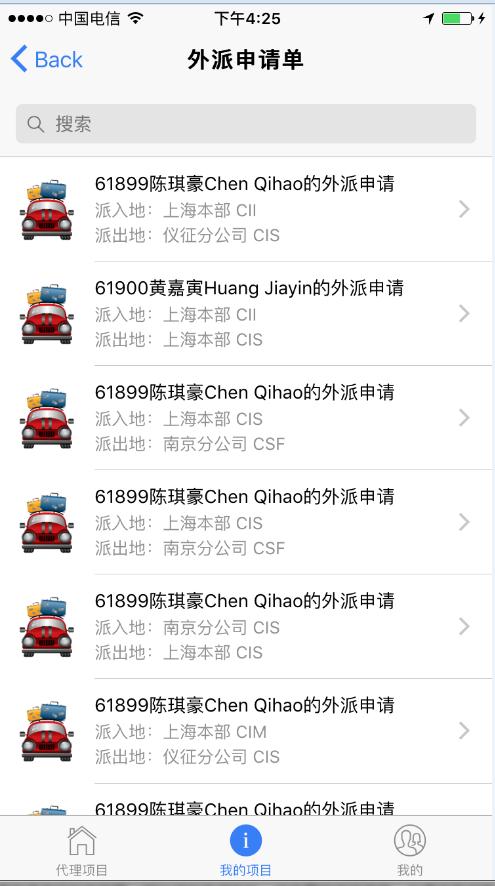 中国电信 下午4:25
Back 外派申请单
搜索
61899陈琪豪Chen Qihao的外派申请
派入地：上海本部 CII
派出地：仪征分公司 CIS
61900黄嘉寅Huang Jiayin的外派申请
派入地：上海本部 CII
派出地：上海本部 CIS
61899陈琪豪Chen Qihao的外派申请
派入地：上海本部 CIS
派出地：南京分公司 CSF
61899陈琪豪Chen Qihao的外派申请
派入地：上海本部 CIS
派出地：南京分公司 CSF
61899陈琪豪Chen Qihao的外派申请
派入地：南京分公司 CIS
派出地：上海本部 CIS
61899陈琪豪Chen Qihao的外派申请
派入地：上海本部 CIM
派出地：仪征分公司 CIS
61899陈琪豪Chen Qihao的外派申请
代理项目 我的项目 我的